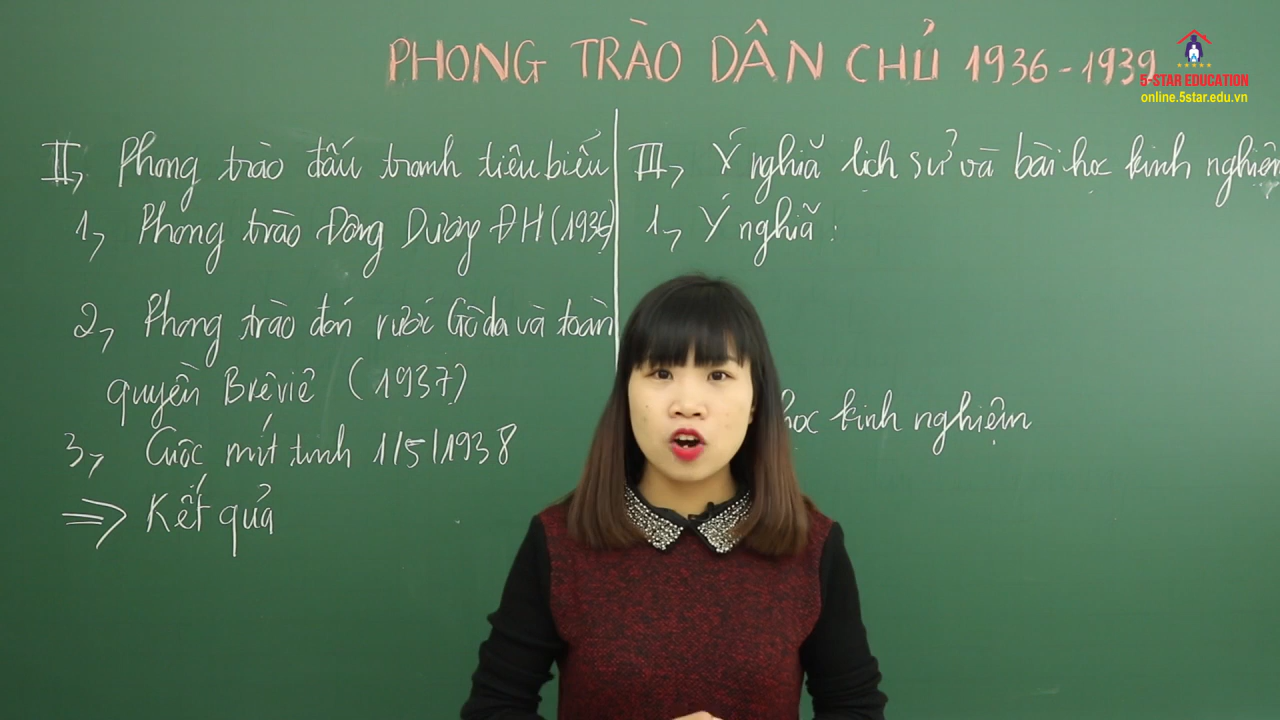 PHONG TRÀO DÂN CHỦ 1936 - 1939
5-STAR EDUCATION
online.5star.edu.vn
II, Phong trào đấu tranh tiêu biểu
1, Phong trào Đông Dương ĐH (1936)
2, Phong trào đón rước Gôđa và toàn
quyền Brêviê (1937)
3, Cuộc mít tinh 1/5/1938
=> Kết quả
III, Ý nghĩa lịch sử và bài học kinh nghiệm
1, Ý nghĩa:
học kinh nghiệm